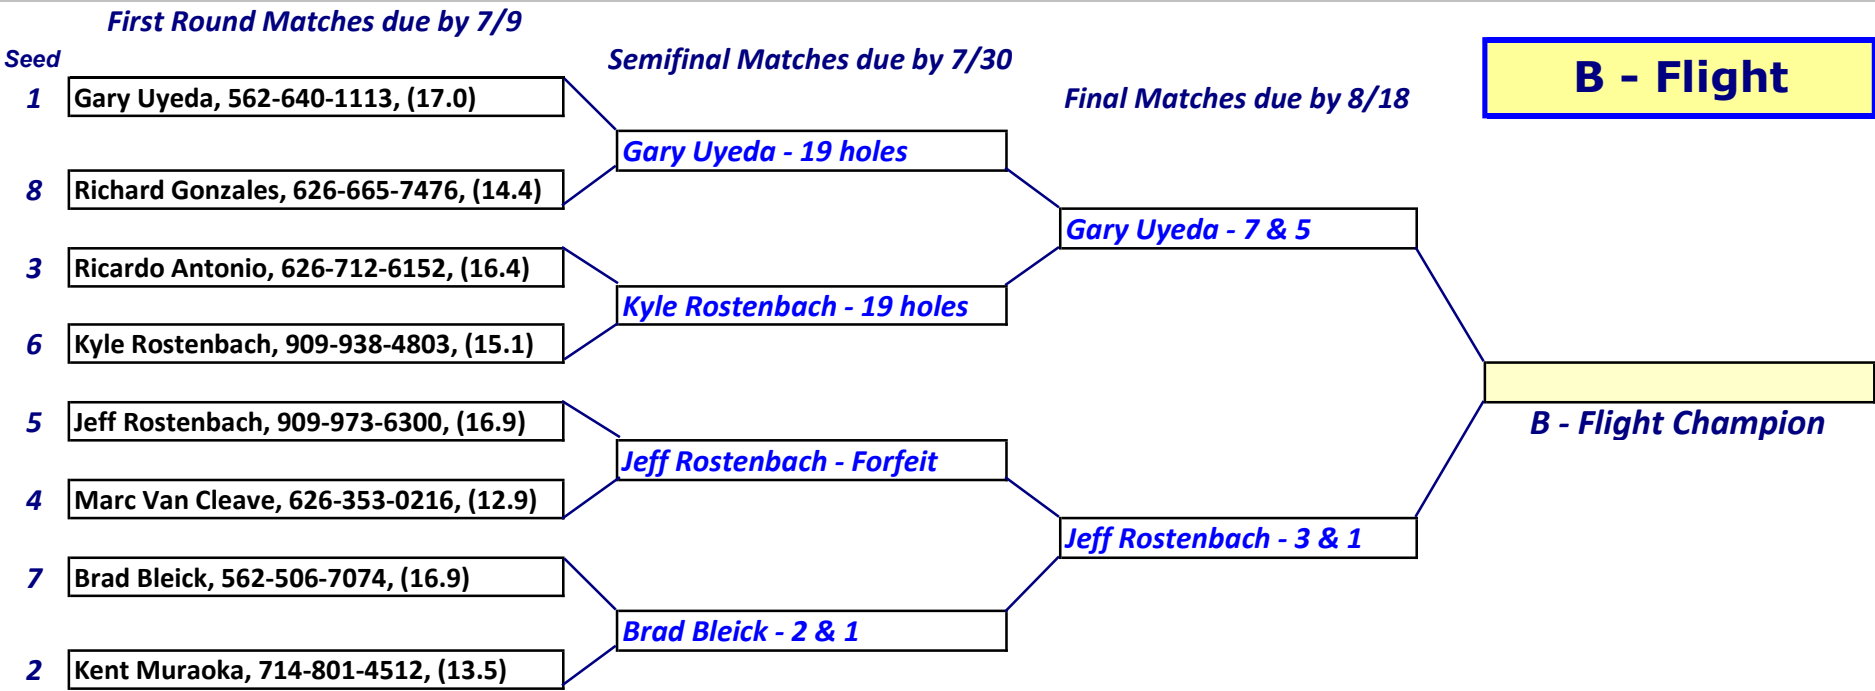 First Round Matches due by 7/9
Seed
Semifinal Matches due by 7/30
B - Flight
1 Gary Uyeda, 562-640-1113, (17.0)
Final Matches due by 8/18
Gary Uyeda - 19 holes
8 Richard Gonzales, 626-665-7476, (14.4)
Gary Uyeda - 7 & 5
3 Ricardo Antonio, 626-712-6152, (16.4)
Kyle Rostenbach - 19 holes
6 Kyle Rostenbach, 909-938-4803, (15.1)
5 Jeff Rostenbach, 909-973-6300, (16.9)
B - Flight Champion
Jeff Rostenbach - Forfeit
4 Marc Van Cleave, 626-353-0216, (12.9)
Jeff Rostenbach - 3 & 1
7 Brad Bleick, 562-506-7074, (16.9)
Brad Bleick - 2 & 1
2 Kent Muraoka, 714-801-4512, (13.5)